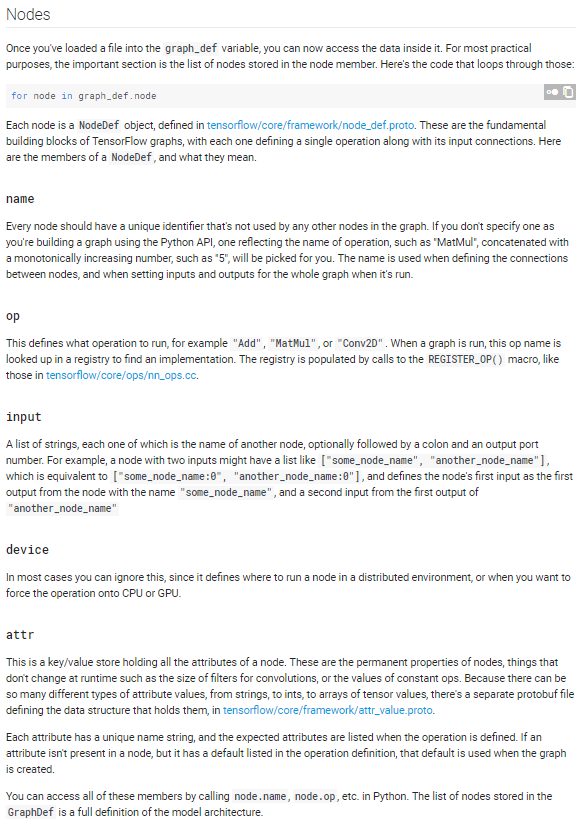 Nodes
Once you've loaded a file into the graph_def variable, you can now access the data inside it. For most practical
purposes, the important section is the list of nodes stored in the node member. Here's the code that loops through those:
for node in graph_def.node
Each node is a NodeDef object, defined in tensorflow/core/framework/node_def.proto. These are the fundamental
building blocks of TensorFlow graphs, with each one defining a single operation along with its input connections. Here
are the members of a NodeDef, and what they mean.
name
Every node should have a unique identifier that's not used by any other nodes in the graph. If you don't specify one as
you're building a graph using the Python API, one reflecting the name of operation, such as "MatMul", concatenated with
a monotonically increasing number, such as "5", will be picked for you. The name is used when defining the connections
between nodes, and when setting inputs and outputs for the whole graph when it's run.
op
This defines what operation to run, for example "Add", "MatMul", or "Conv2D". When a graph is run, this op name is
looked up in a registry to find an implementation. The registry is populated by calls to the REGISTER_OP() macro, like
those in tensorflow/core/ops/nn_ops.cc.
input
A list of strings, each one of which is the name of another node, optionally followed by a colon and an output port
number. For example, a node with two inputs might have a list like ["some_node_name", "another_node_name"],
which is equivalent to ["some_node_name:0", "another_node_name:0"], and defines the node's first input as the first
output from the node with the name "some_node_name", and a second input from the first output of
"another_node_name"
device
In most cases you can ignore this, since it defines where to run a node in a distributed environment, or when you want to
force the operation onto CPU or GPU.
attr
This is a key/value store holding all the attributes of a node. These are the permanent properties of nodes, things that
don't change at runtime such as the size of filters for convolutions, or the values of constant ops. Because there can be
so many different types of attribute values, from strings, to ints, to arrays of tensor values, there's a separate protobuf file
defining the data structure that holds them, in tensorflow/core/framework/attr_value.proto.
Each attribute has a unique name string, and the expected attributes are listed when the operation is defined. If an
attribute isn't present in a node, but it has a default listed in the operation definition, that default is used when the graph
is created.
You can access all of these members by calling node.name, node.op, etc. in Python. The list of nodes stored in the
GraphDef is a full definition of the model architecture.